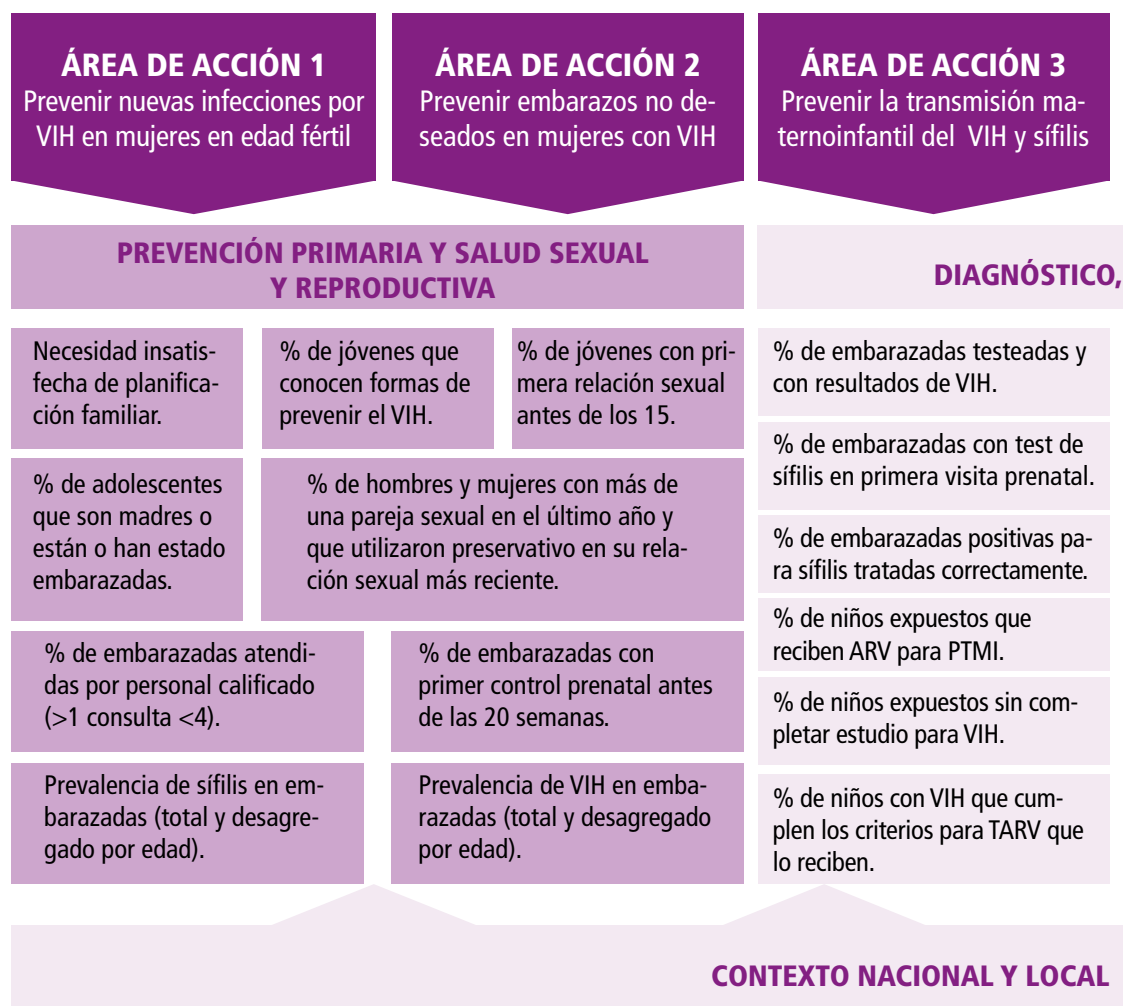 ÁREA DE ACCIÓN 1
Prevenir nuevas infecciones por
VIH en mujeres en edad fértil
ÁREA DE ACCIÓN 2
Prevenir embarazos no de-
seados en mujeres con VIH
ÁREA DE ACCIÓN 3
Prevenir la transmisión ma-
ternoinfantil del VIH y sífilis
PREVENCIÓN PRIMARIA Y SALUD SEXUAL
Y REPRODUCTIVA
DIAGNÓSTICO,
Necesidad insatis-
fecha de planifica-
ción familiar.
% de jóvenes que
conocen formas de
prevenir el VIH.
% de jóvenes con pri-
mera relación sexual
antes de los 15.
% de adolescentes
que son madres o
están o han estado
embarazadas.
% de hombres y mujeres con más de
una pareja sexual en el último año y
que utilizaron preservativo en su rela-
ción sexual más reciente.
% de embarazadas atendi-
das por personal calificado
(>1 consulta <4).
% de embarazadas con
primer control prenatal antes
de las 20 semanas.
Prevalencia de sífilis en em-
barazadas (total y desagre-
gado por edad).
Prevalencia de VIH en emba-
razadas (total y desagregado
por edad).
% de embarazadas testeadas y
con resultados de VIH.
% de embarazadas con test de
sífilis en primera visita prenatal.
% de embarazadas positivas pa-
ra sífilis tratadas correctamente.
% de niños expuestos que
reciben ARV para PTMI.
% de niños expuestos sin com-
pletar estudio para VIH.
% de niños con VIH que cum-
plen los criterios para TARV que
lo reciben.
CONTEXTO NACIONAL Y LOCAL